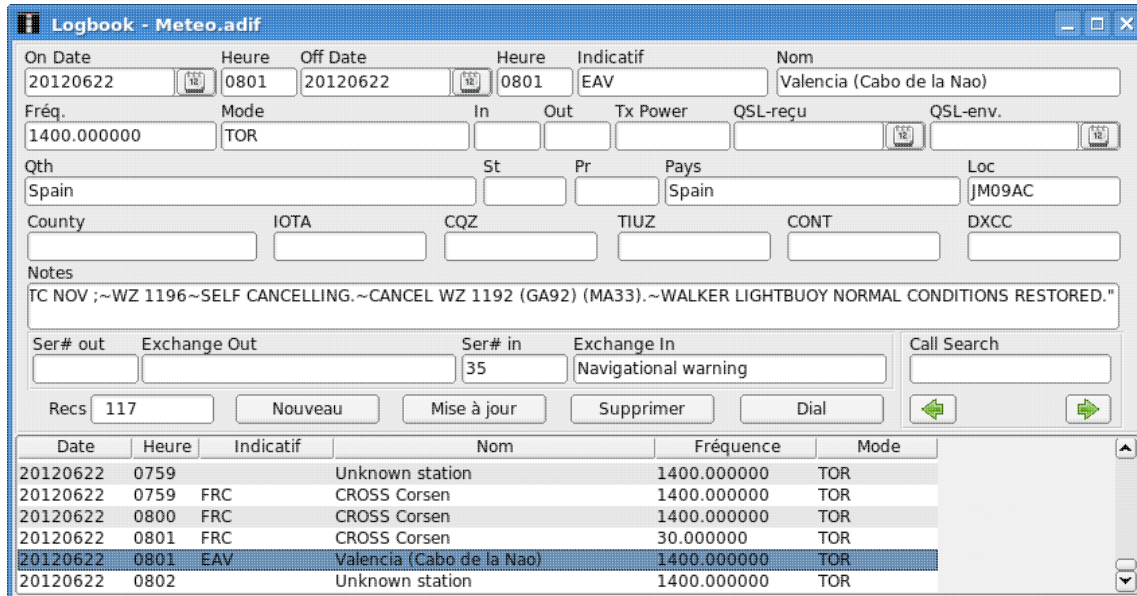 Logbook - Meteo.adif
On Date Heure Off Date Heure Indicatif Nom
20120622 12 0801 20120622 12 0801 EAV Valencia (Cabo de la Nao)
Fréq. Mode In Out Tx Power QSL-reçu QSL-env.
1400.000000 TOR 12 12
Qth St Pr Pays Loc
Spain Spain JM09AC
County IOTA CQZ TIUZ CONT DXCC
Notes
TC NOV ;~WZ 1196~SELF CANCELLING.~CANCEL WZ 1192 (GA92) (MA33).~WALKER LIGHTBUOY NORMAL CONDITIONS RESTORED."
Ser# out Exchange Out Ser# in Exchange In Call Search
35 Navigational warning
Recs 117 Nouveau Mise à jour Supprimer Dial
Date Heure Indicatif Nom Fréquence Mode
20120622 0759 Unknown station 1400.000000 TOR
20120622 0759 FRC CROSS Corsen 1400.000000 TOR
20120622 0800 FRC CROSS Corsen 1400.000000 TOR
20120622 0801 FRC CROSS Corsen 30.000000 TOR
20120622 0801 EAV Valencia (Cabo de la Nao) 1400.000000 TOR
20120622 0802 Unknown station 1400.000000 TOR